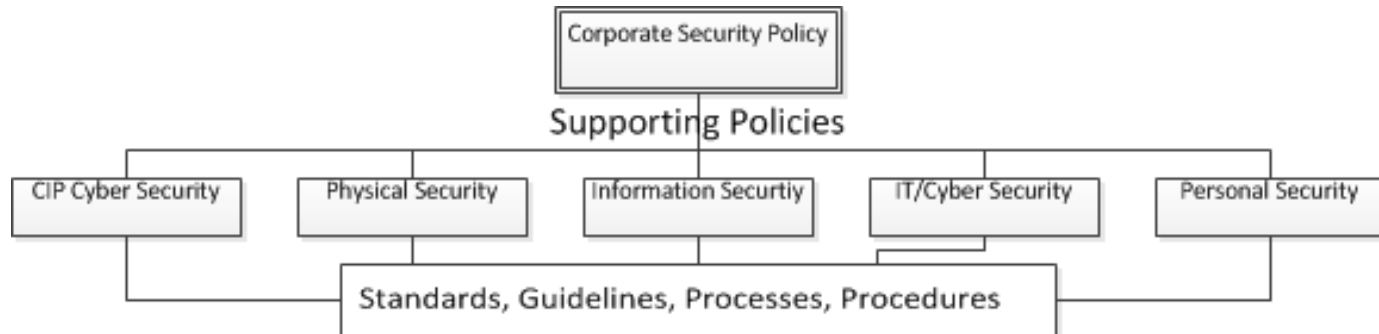 Corporate Security Policy
Supporting Policies
CIP Cyber Security
Physical Security
Information Securtiy
IT/Cyber Security
Personal Security
Standards, Guidelines, Processes, Procedures